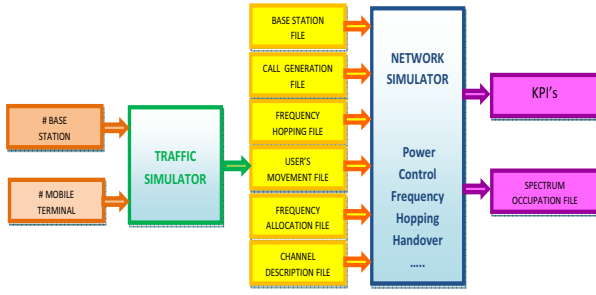 # BASE
STATION
# MOBILE
TERMINAL
TRAFFIC
SIMULATOR
BASE STATION
FILE
CALL GENERATION
FILE
FREQUENCY
HOPPING FILE
USER'S
MOVEMENT FILE
FREQUENCY
ALLOCATION FILE
CHANNEL
DESCRIPTION FILE
NETWORK
SIMULATOR
Power
Control
Frequency
Hopping
Handover
.....
KPI's
SPECTRUM
OCCUPATION FILE